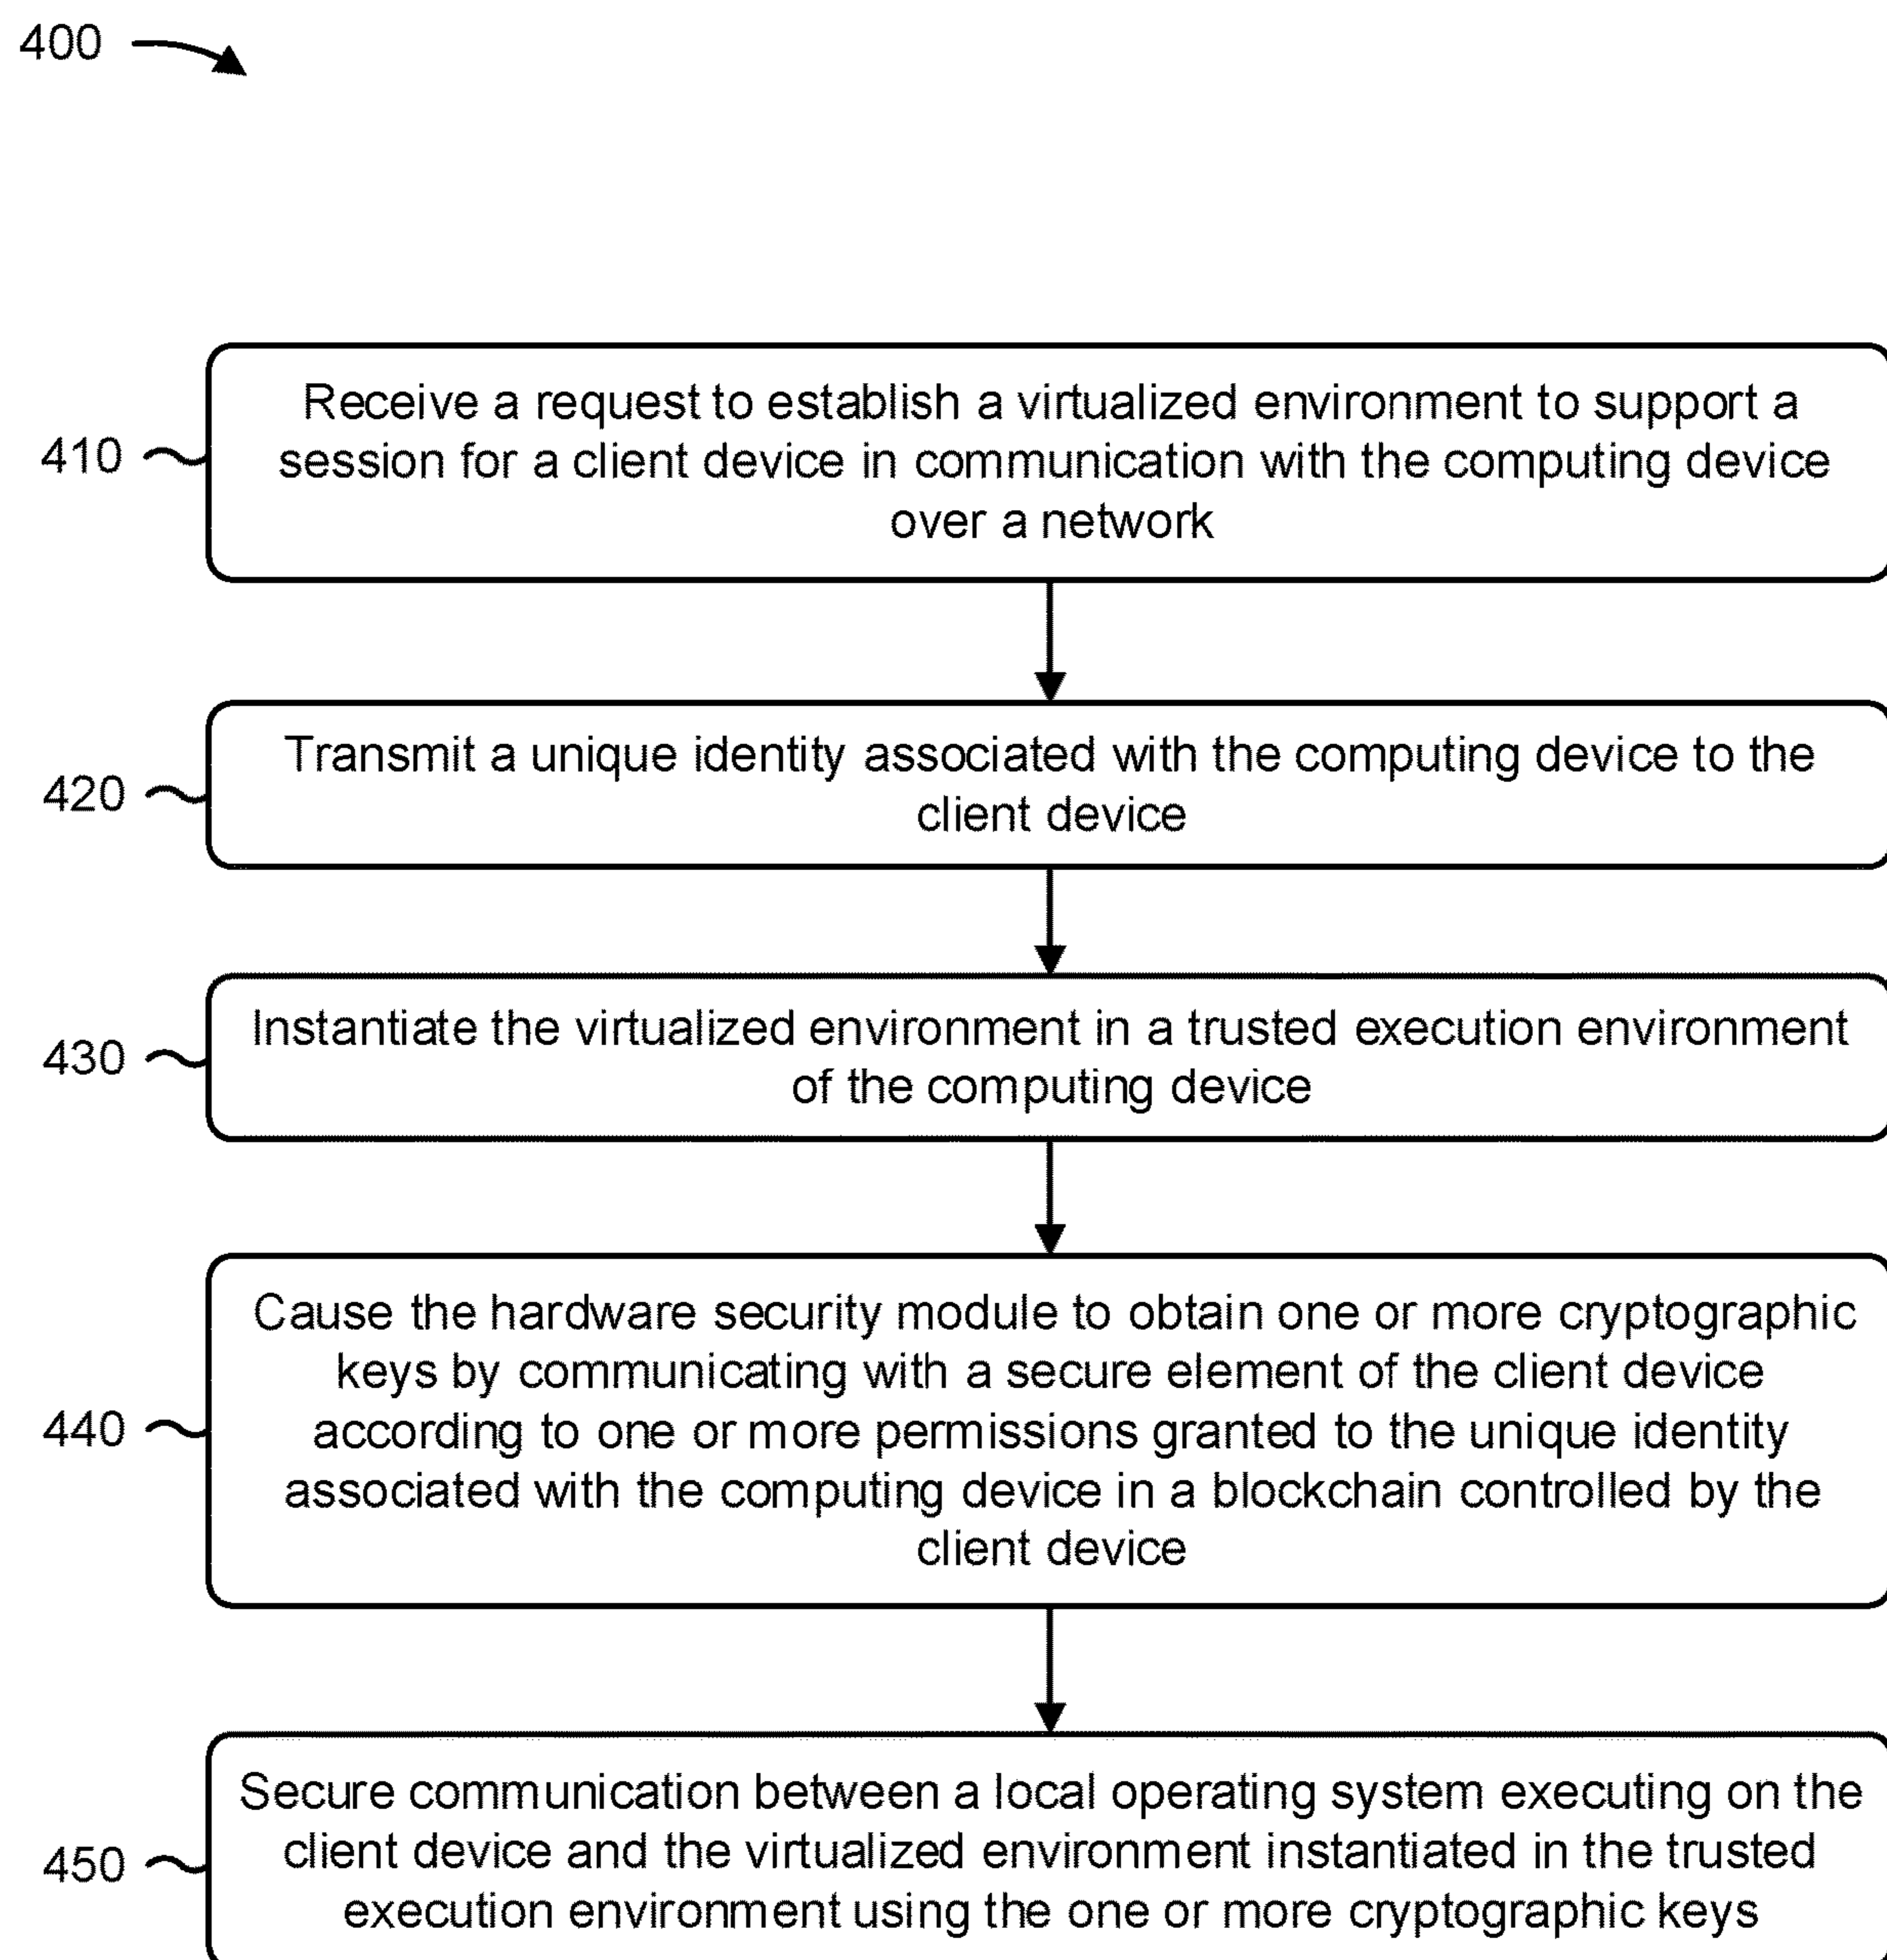 400
410
Receive a request to establish a virtualized environment to support a
session for a client device in communication with the computing device
over a network
420
Transmit a unique identity associated with the computing device to the
client device
430
Instantiate the virtualized environment in a trusted execution environment
of the computing device
440
Cause the hardware security module to obtain one or more cryptographic
keys by communicating with a secure element of the client device
according to one or more permissions granted to the unique identity
associated with the computing device in a blockchain controlled by the
client device
450
Secure communication between a local operating system executing on the
client device and the virtualized environment instantiated in the trusted
execution environment using the one or more cryptographic keys